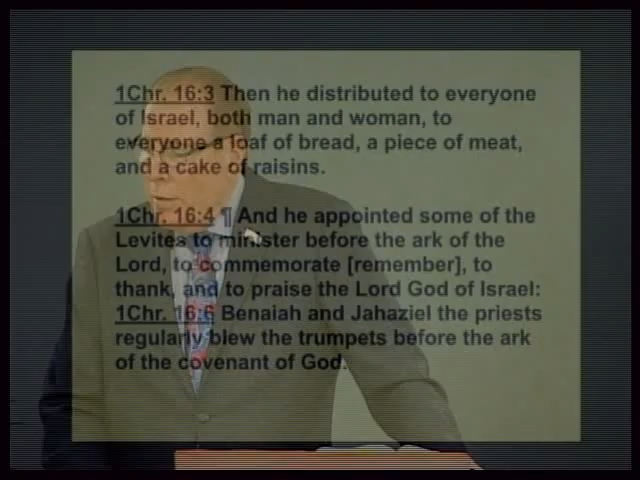 1Chr. 16:3 Then he distributed to everyone
of Israel, both man and woman, to
everyone a loaf of bread, a piece of meat,
and a cake of raisins.
1Chr. 16:4 ¶ And he appointed some of the
Levites to minister before the ark of the
Lord, to commemorate [remember], to
thank, and to praise the Lord God of Israel:
1Chr. 16:6 Benaiah and Jahaziel the priests
regularly blew the trumpets before the ark
of the covenant of God.